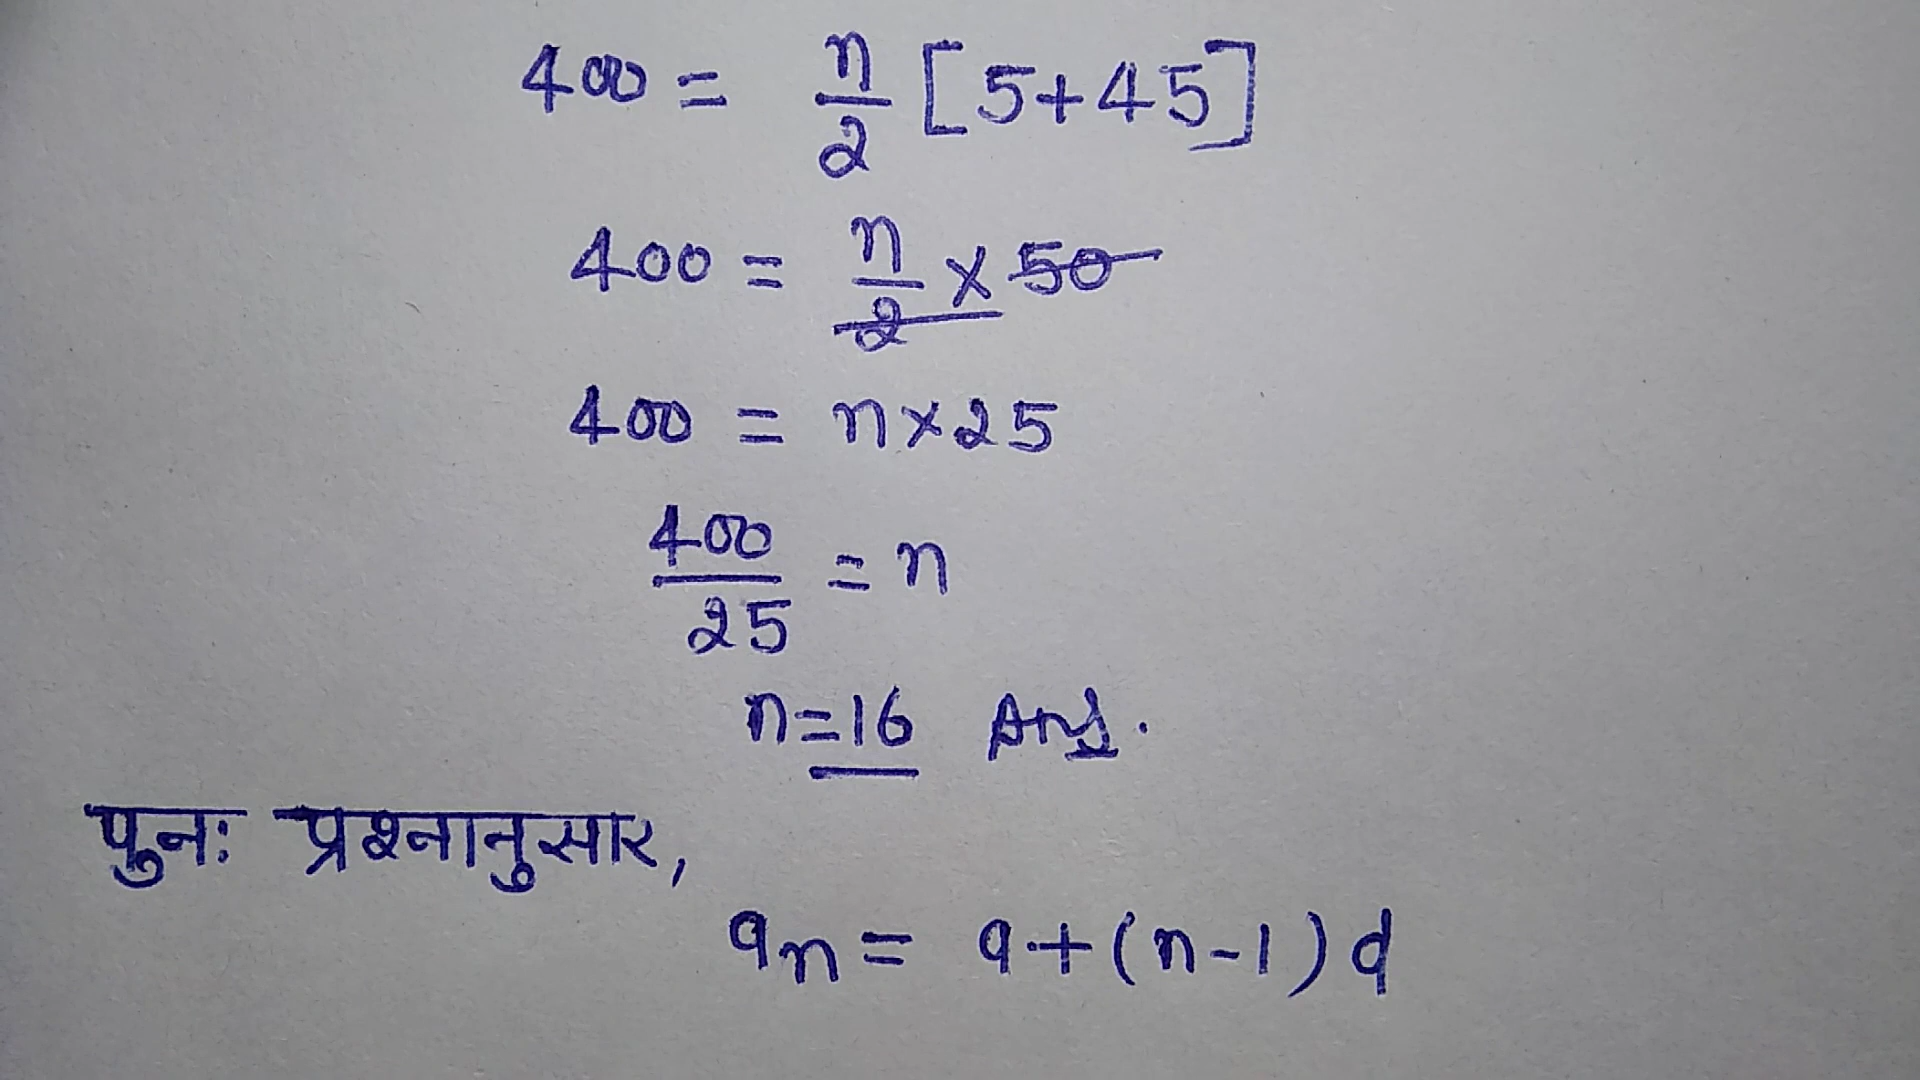 400 = n/2 [5+45]
400 = n/2 × 50
400 = n×25
400/25 = n
n=16 Ans.
पुनः प्रश्नानुसार,
an = a+(n-1)d